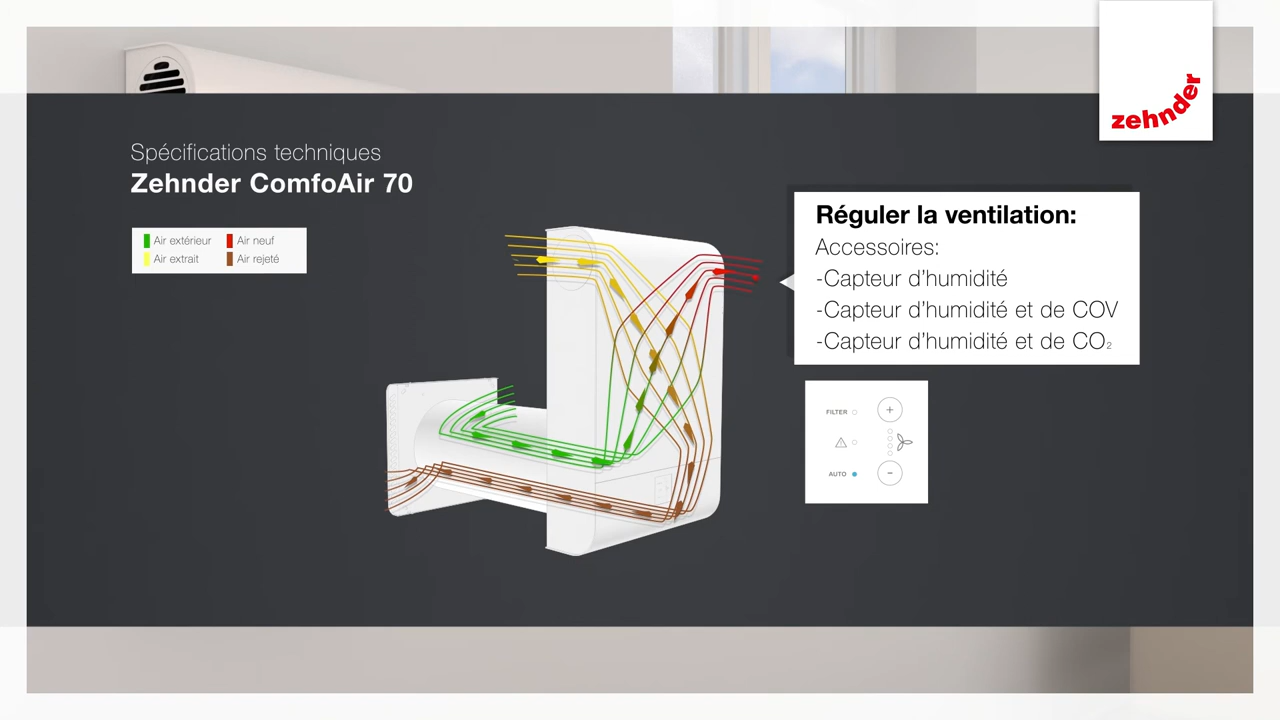 zehnder
Spécifications techniques
Zehnder ComfoAir 70
Air extérieur
Air neuf
Air extrait
Air rejeté
Réguler la ventilation:
Accessoires:
-Capteur d'humidité
-Capteur d'humidité et de COV
-Capteur d'humidité et de CO₂
FILTER
+
AUTO
-